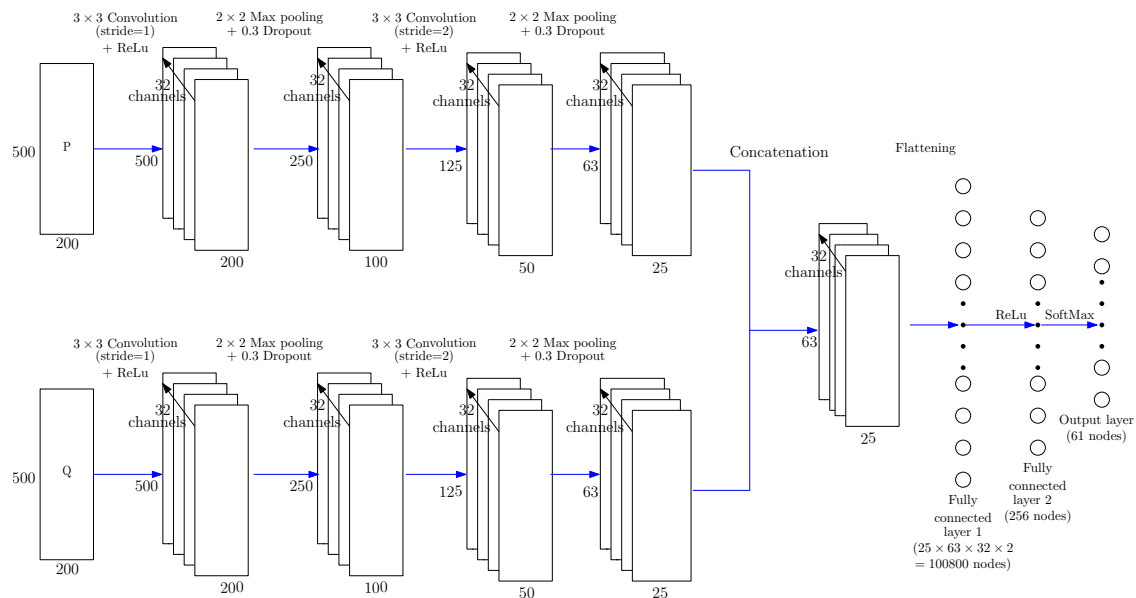 3 × 3 Convolution
(stride=1)
+ ReLu
2 × 2 Max pooling
+ 0.3 Dropout
3 × 3 Convolution
(stride=2)
+ ReLu
2 × 2 Max pooling
+ 0.3 Dropout
500
P
200
32
channels
500
200
32
channels
250
100
32
channels
125
50
32
channels
63
25
Concatenation
32
channels
63
25
Flattening
ReLu
SoftMax
Output layer
(61 nodes)
Fully
connected
layer 2
(256 nodes)
Fully
connected
layer 1
(25 × 63 × 32 × 2
= 100800 nodes)
3 × 3 Convolution
(stride=1)
+ ReLu
2 × 2 Max pooling
+ 0.3 Dropout
3 × 3 Convolution
(stride=2)
+ ReLu
2 × 2 Max pooling
+ 0.3 Dropout
500
Q
200
32
channels
500
200
32
channels
250
100
32
channels
125
50
32
channels
63
25